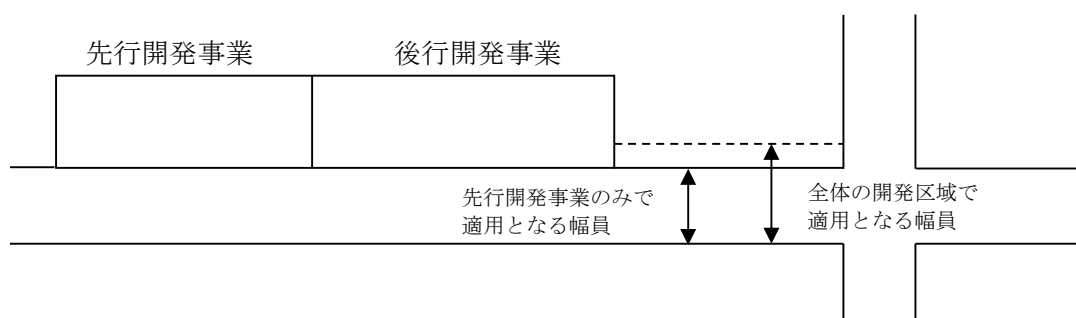 先行開発事業
後行開発事業
先行開発事業のみで
適用となる幅員
全体の開発区域で
適用となる幅員